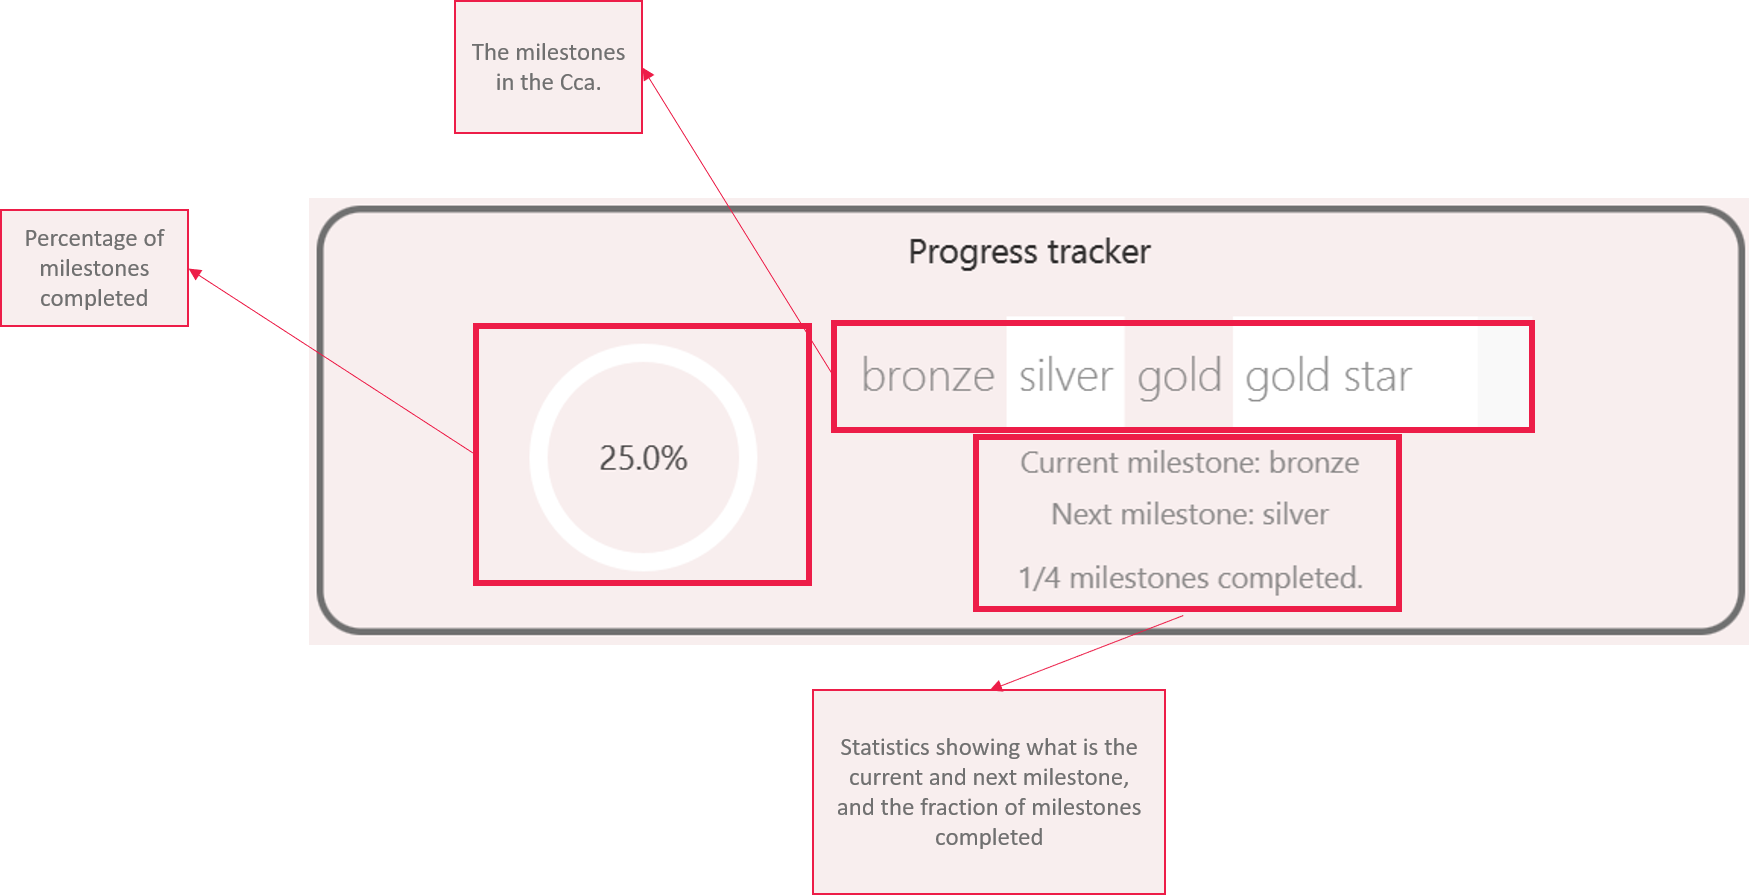 The milestones
in the Cca.
Percentage of
milestones
completed
Progress tracker
bronze silver gold gold star
25.0%
Current milestone: bronze
Next milestone: silver
1/4 milestones completed.
Statistics showing what is the
current and next milestone,
and the fraction of milestones
completed